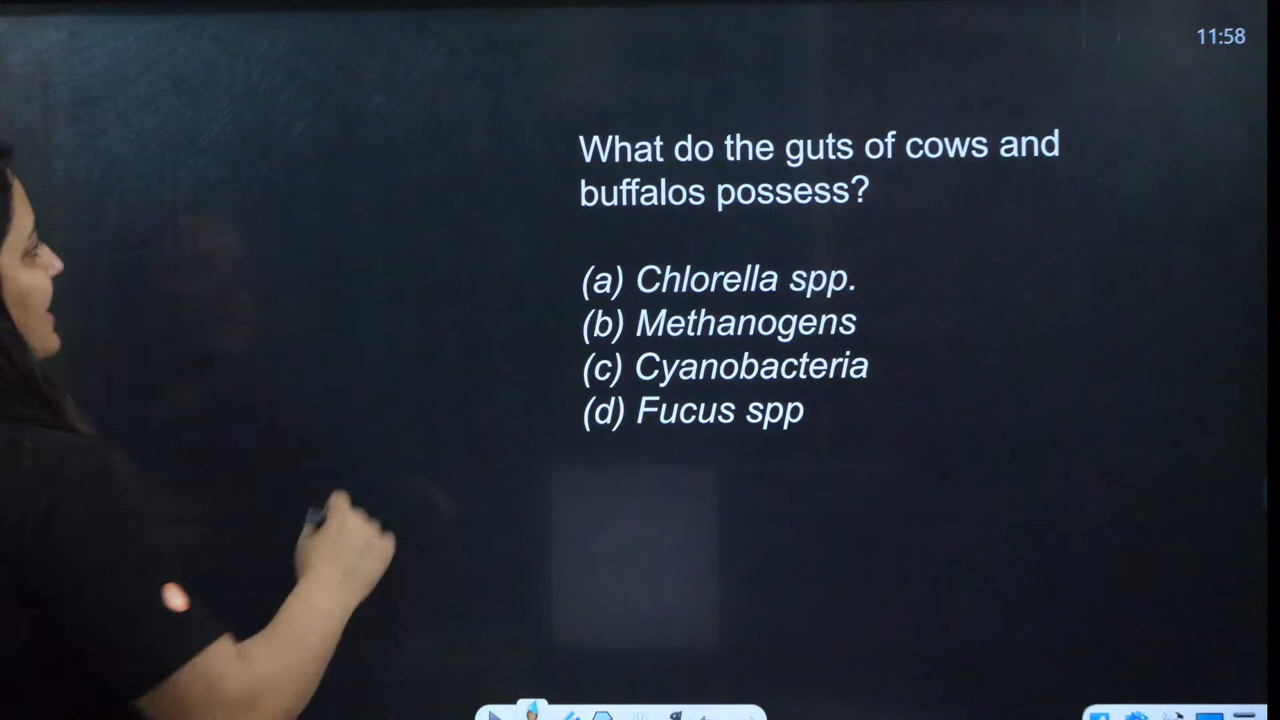 11:58
What do the guts of cows and
buffalos possess?
(a) Chlorella spp.
(b) Methanogens
(c) Cyanobacteria
(d) Fucus spp